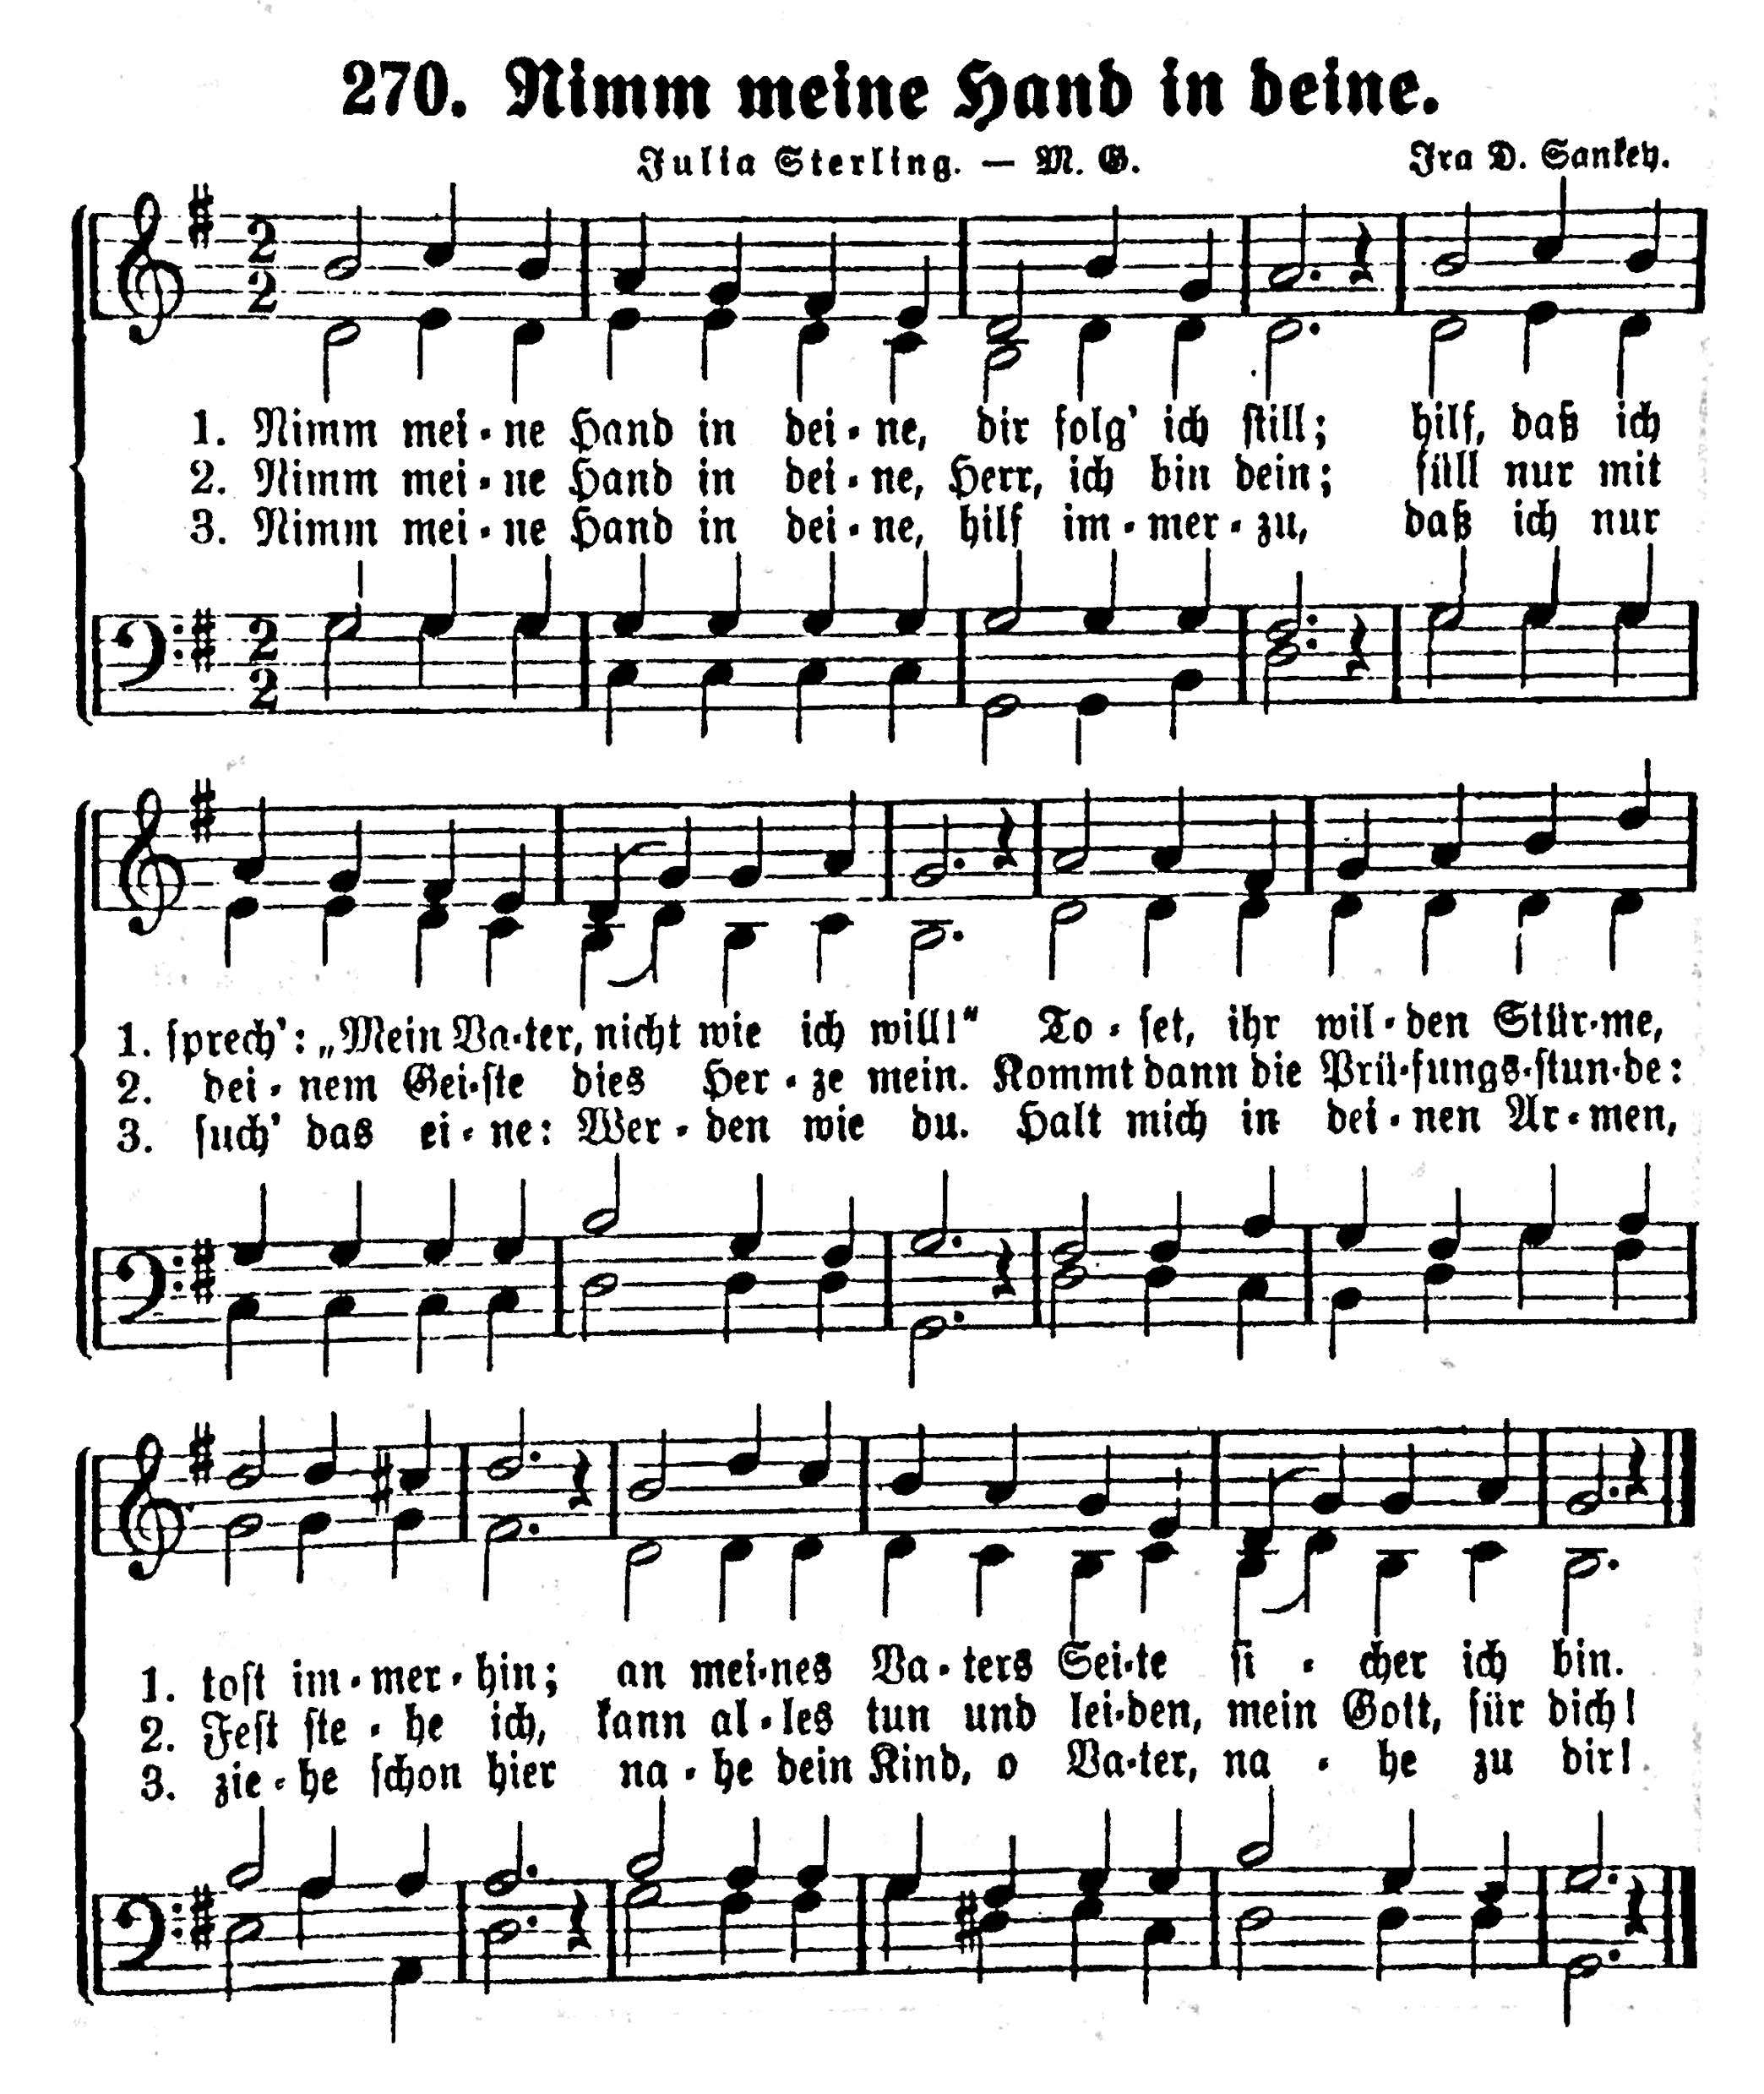 270. Nimm meine Hand in deine.
Julia Sterling. — M. G. Ira D. Sankey.
1. Nimm mei-ne Hand in dei-ne, dir folg' ich still; hilf, daß ich
2. Nimm mei-ne Hand in dei-ne, Herr, ich bin dein; füll nur mit
3. Nimm mei-ne Hand in dei-ne, hilf im-mer-zu, daß ich nur
1. sprech': „Mein Va-ter, nicht wie ich will!“ To-set, ihr wil-den Stür-me,
2. dei-nem Gei-ste dies Her-ze mein. Kommt dann die Prü-fungs-stun-de:
3. such' das ei-ne: Wer-den wie du. Halt mich in dei-nen Ar-men,
1. tost im-mer-hin; an mei-nes Va-ters Sei-te si-cher ich bin.
2. Fest ste-he ich, kann al-les tun und lei-den, mein Gott, für dich!
3. zie-he schon hier na-he dein Kind, o Va-ter, na-he zu dir!